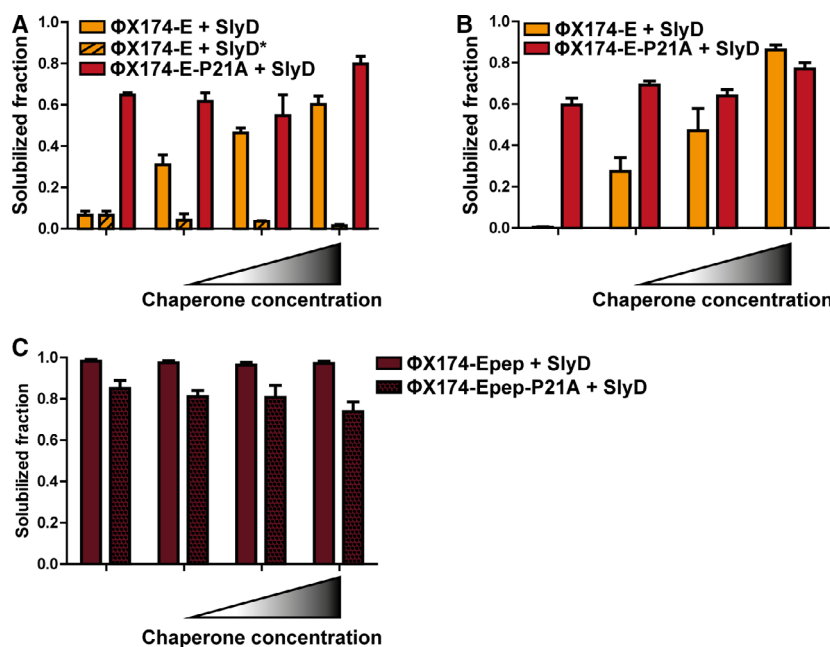 A
ΦX174-E + SlyD
ΦX174-E + SlyD*
ΦX174-E-P21A + SlyD
Solubilized fraction
1.0
0.8
0.6
0.4
0.2
0.0
Chaperone concentration
B
ΦX174-E + SlyD
ΦX174-E-P21A + SlyD
Solubilized fraction
1.0
0.8
0.6
0.4
0.2
0.0
Chaperone concentration
C
ΦX174-Epep + SlyD
ΦX174-Epep-P21A + SlyD
Solubilized fraction
1.0
0.8
0.6
0.4
0.2
0.0
Chaperone concentration